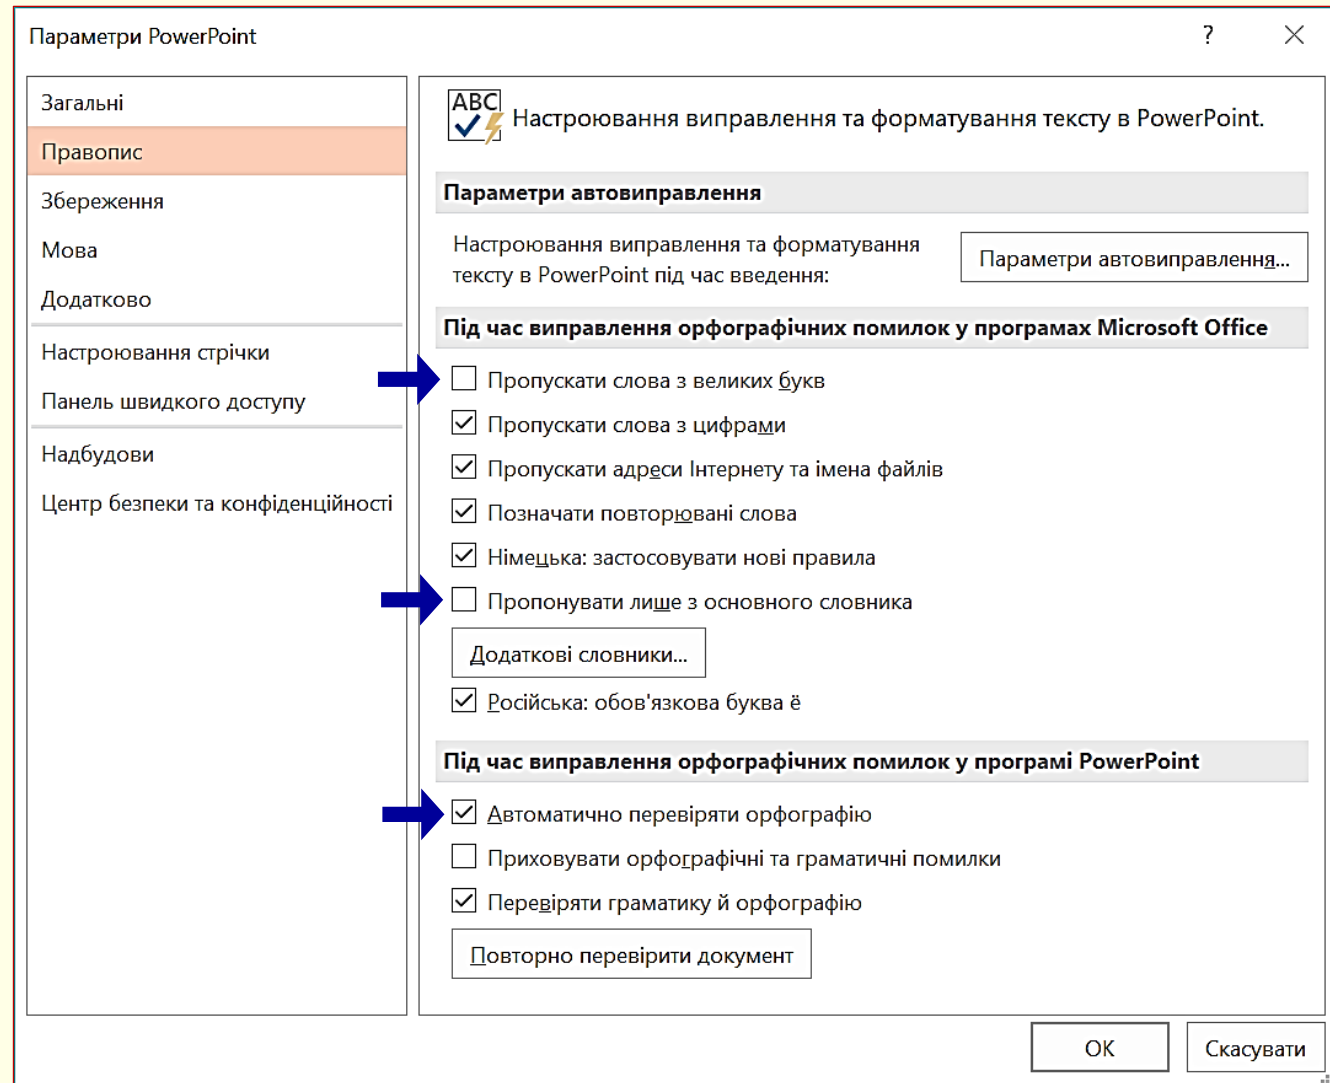 Параметри PowerPoint
?
Загальні
Правопис
Збереження
Мова
Додатково
Настроювання стрічки
Панель швидкого доступу
Надбудови
Центр безпеки та конфіденційності
ABC
Настроювання виправлення та форматування тексту в PowerPoint.
Параметри автовиправлення
Настроювання виправлення та форматування
тексту в PowerPoint під час введення:
Параметри автовиправлення...
Під час виправлення орфографічних помилок у програмах Microsoft Office
Пропускати слова з великих букв
Пропускати слова з цифрами
Пропускати адреси Інтернету та імена файлів
Позначати повторювані слова
Німецька: застосовувати нові правила
Пропонувати лише з основного словника
Додаткові словники...
Російська: обов'язкова буква ё
Під час виправлення орфографічних помилок у програмі PowerPoint
Автоматично перевіряти орфографію
Приховувати орфографічні та граматичні помилки
Перевіряти граматику й орфографію
Повторно перевірити документ
ОК
Скасувати